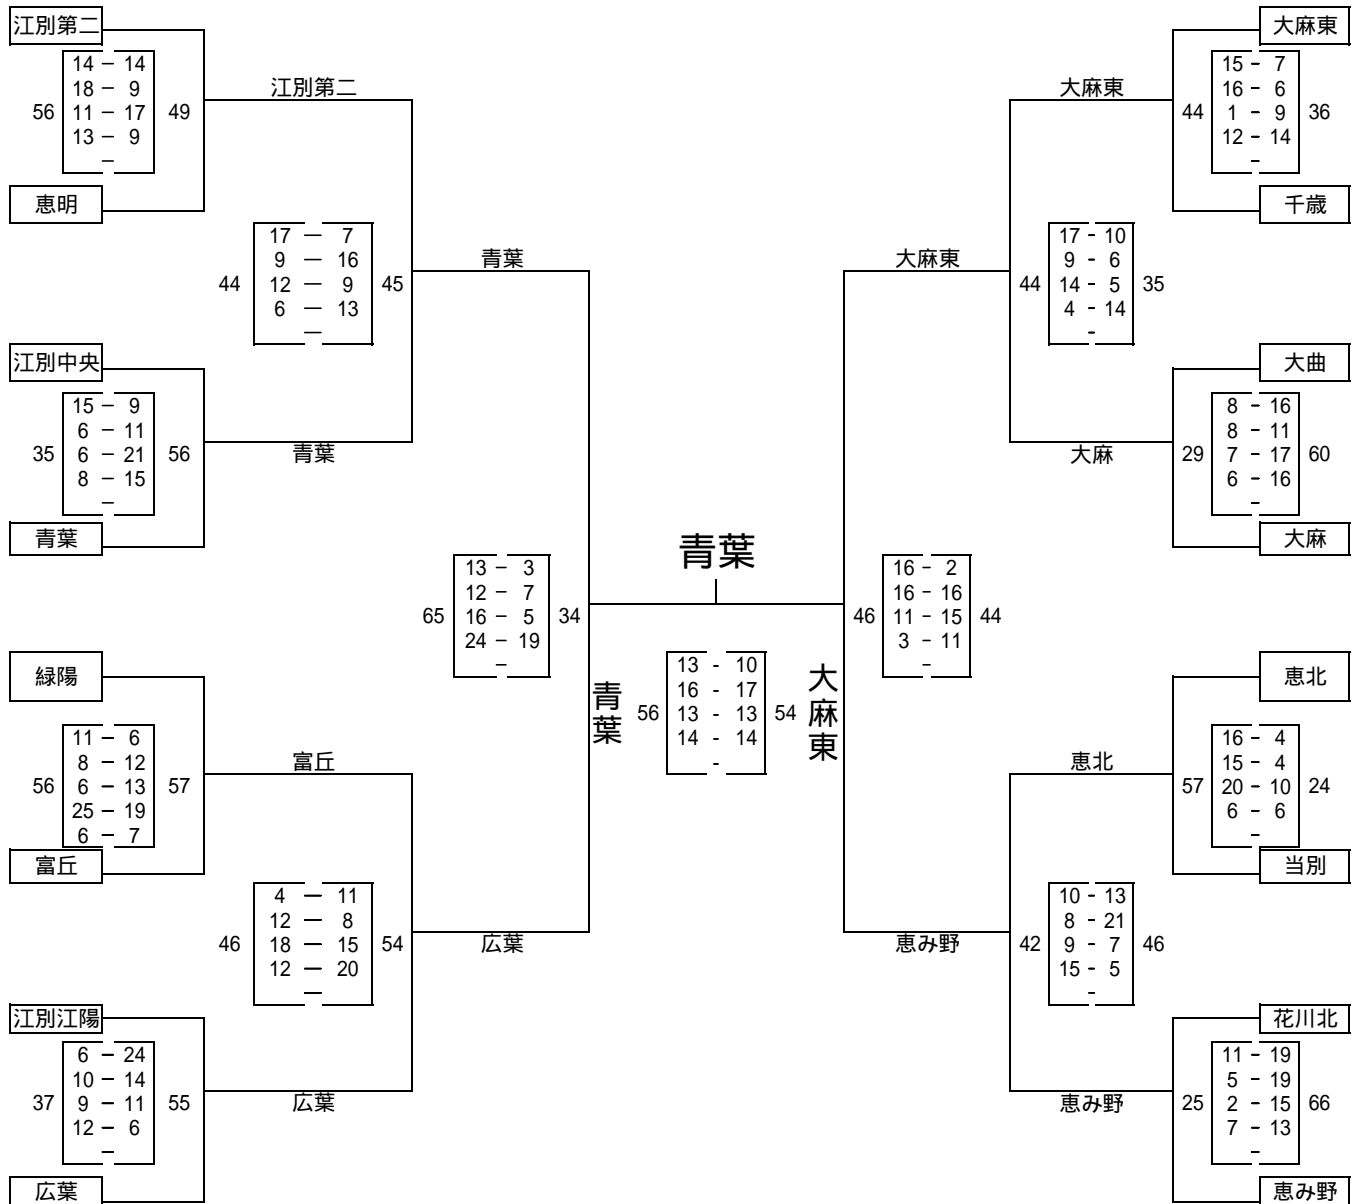 江別第二
14 － 14
18 － 9
56 11 － 17 49
13 － 9
－
恵明
江別第二
17 － 7
9 － 16
44 12 － 9 45
6 － 13
－
江別中央
15 － 9
6 － 11
35 6 － 21 56
8 － 15
－
青葉
青葉
青葉
13 － 3
12 － 7
65 16 － 5 34
24 － 19
－
緑陽
11 － 6
8 － 12
56 6 － 13 57
25 － 19
6 － 7
富丘
富丘
4 － 11
12 － 8
46 18 － 15 54
12 － 20
－
江別江陽
6 － 24
10 － 14
37 9 － 11 55
12 － 6
－
広葉
広葉
広葉
青葉
青葉
13 - 10
16 - 17
56 13 - 13 54
14 - 14
-
大麻東
大麻東
15 - 7
16 - 6
44 1 - 9 36
12 - 14
-
千歳
大麻東
大麻東
17 - 10
9 - 6
44 14 - 5 35
4 - 14
-
大曲
8 - 16
8 - 11
29 7 - 17 60
6 - 16
-
大麻
大麻
16 - 2
16 - 16
46 11 - 15 44
3 - 11
-
恵北
16 - 4
15 - 4
57 20 - 10 24
6 - 6
-
当別
恵北
10 - 13
8 - 21
42 9 - 7 46
15 - 5
-
恵み野
花川北
11 - 19
5 - 19
25 2 - 15 66
7 - 13
-
恵み野
恵み野